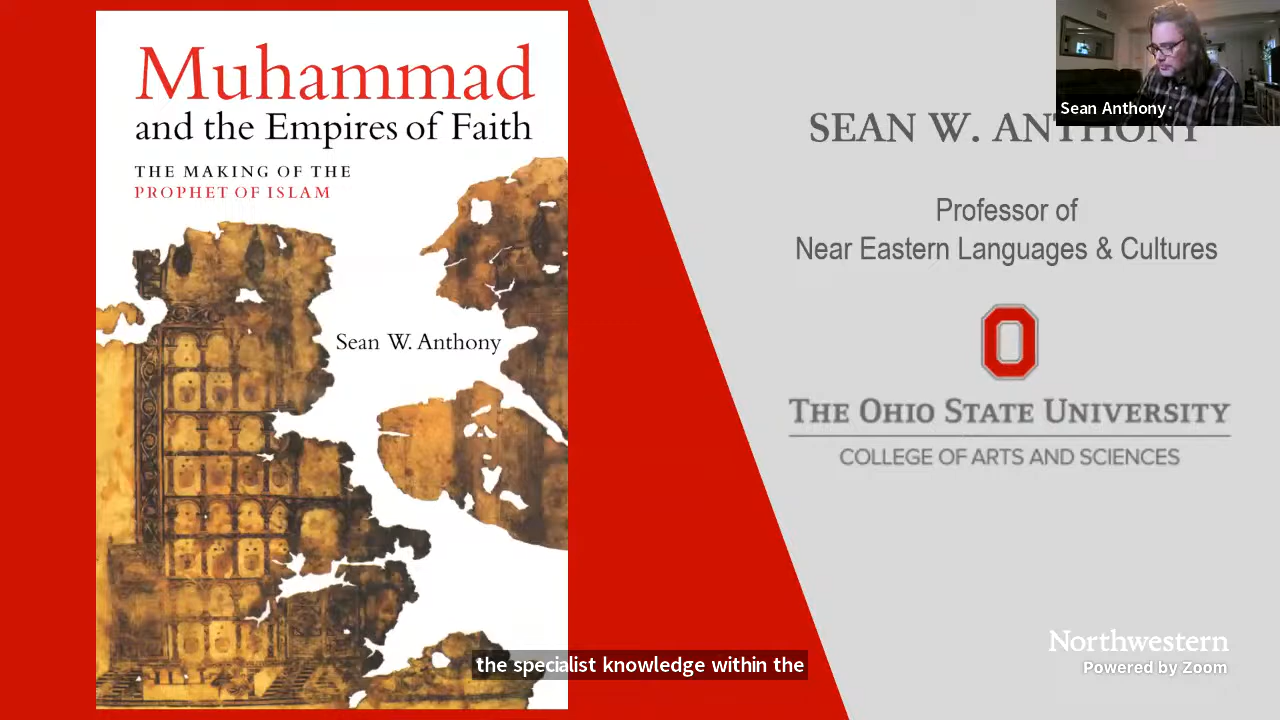 Muhammad
and the Empires of Faith
THE MAKING OF THE
PROPHET OF ISLAM
Sean W. Anthony
SEAN W. ANTHONY
Professor of
Near Eastern Languages & Cultures
THE OHIO STATE UNIVERSITY
COLLEGE OF ARTS AND SCIENCES
Sean Anthony
Northwestern
Powered by Zoom
the specialist knowledge within the